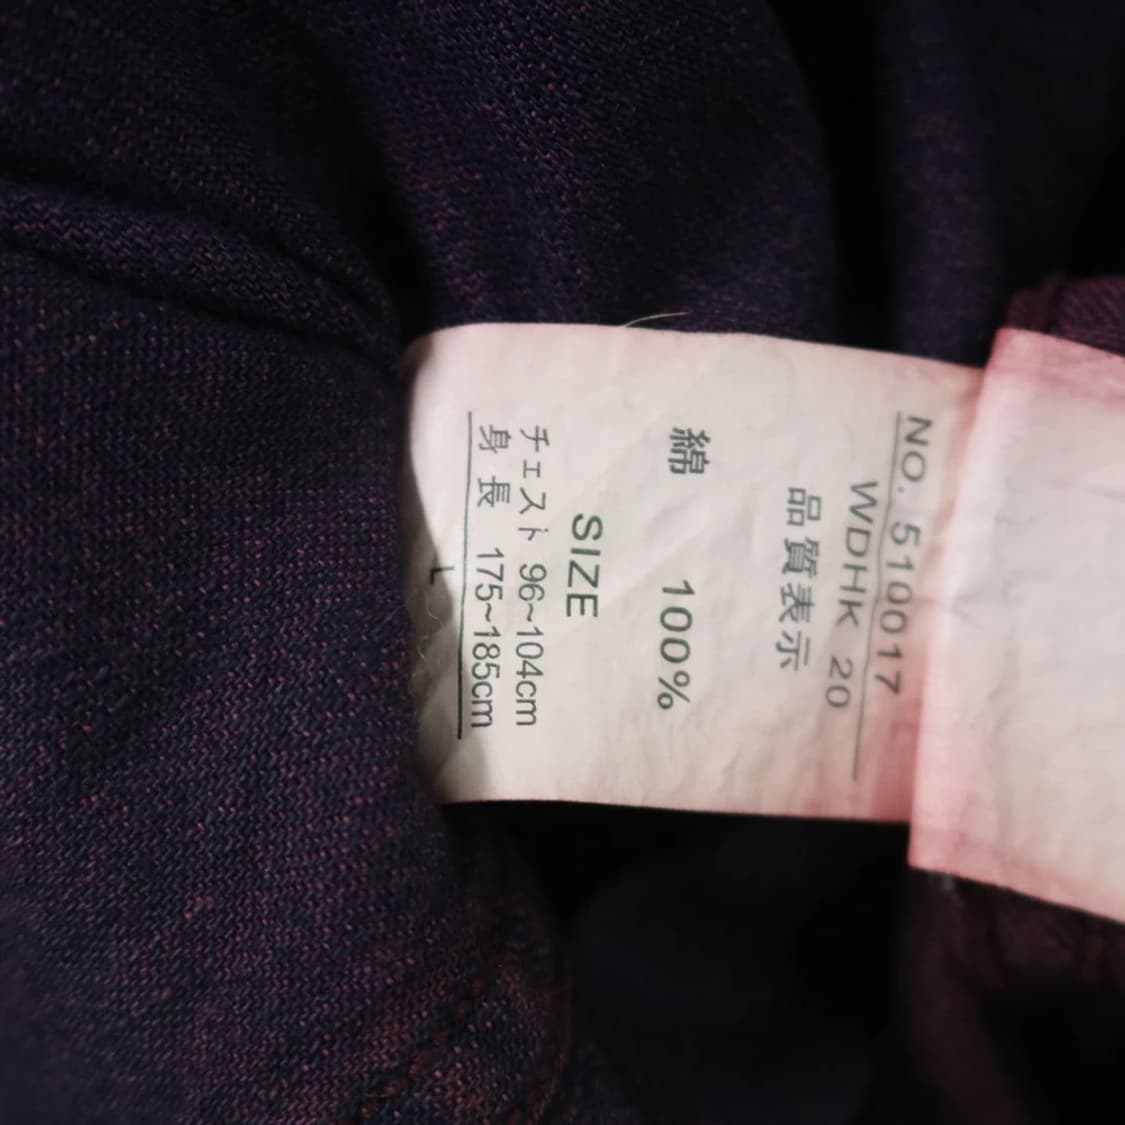 NO. 510017
WDHK 20
品質表示
綿 100%
SIZE
チェスト 96~104cm
身長 175~185cm
L